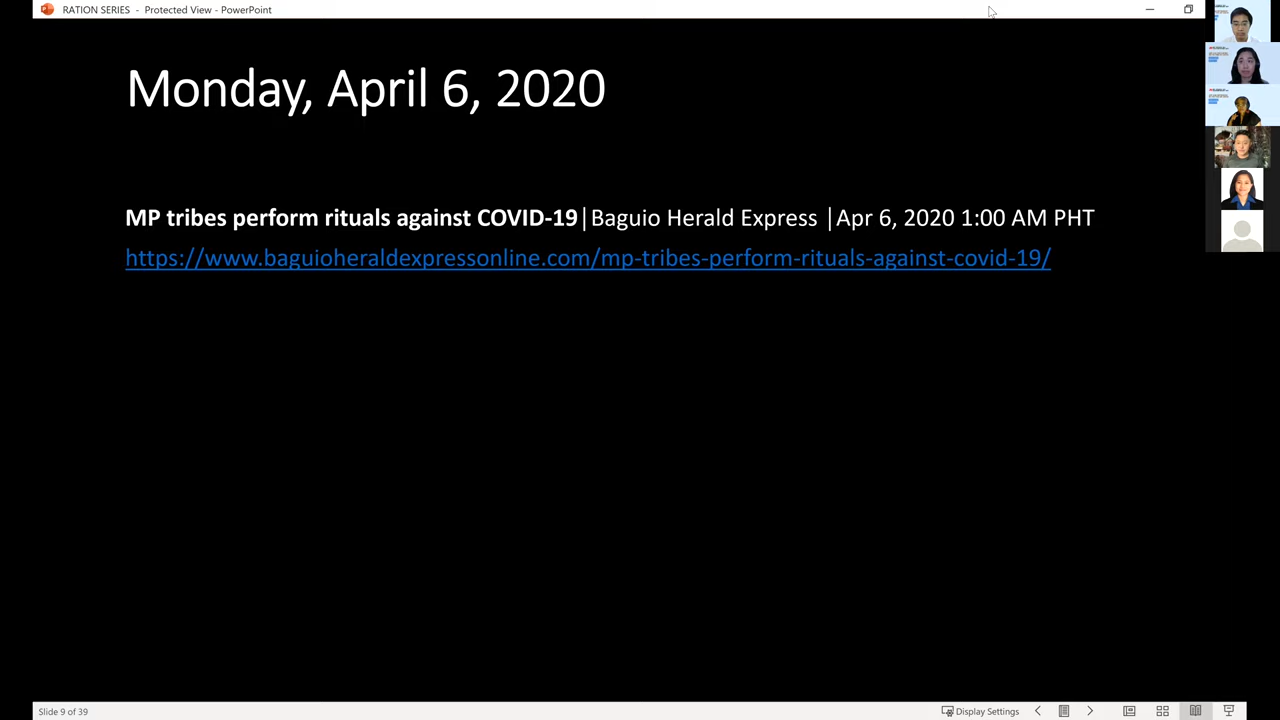 RATION SERIES - Protected View - PowerPoint
Monday, April 6, 2020
MP tribes perform rituals against COVID-19|Baguio Herald Express |Apr 6, 2020 1:00 AM PHT
https://www.baguioheraldexpressonline.com/mp-tribes-perform-rituals-against-covid-19/
Slide 9 of 39
Display Settings